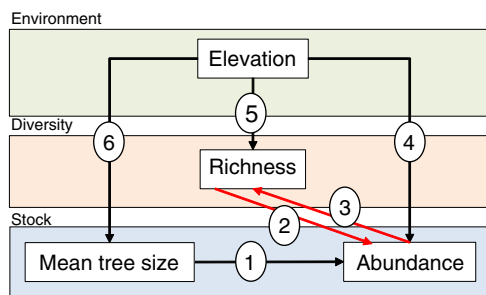 Environment
Elevation
5
6
4
Diversity
Richness
3
2
Stock
Mean tree size
1
Abundance